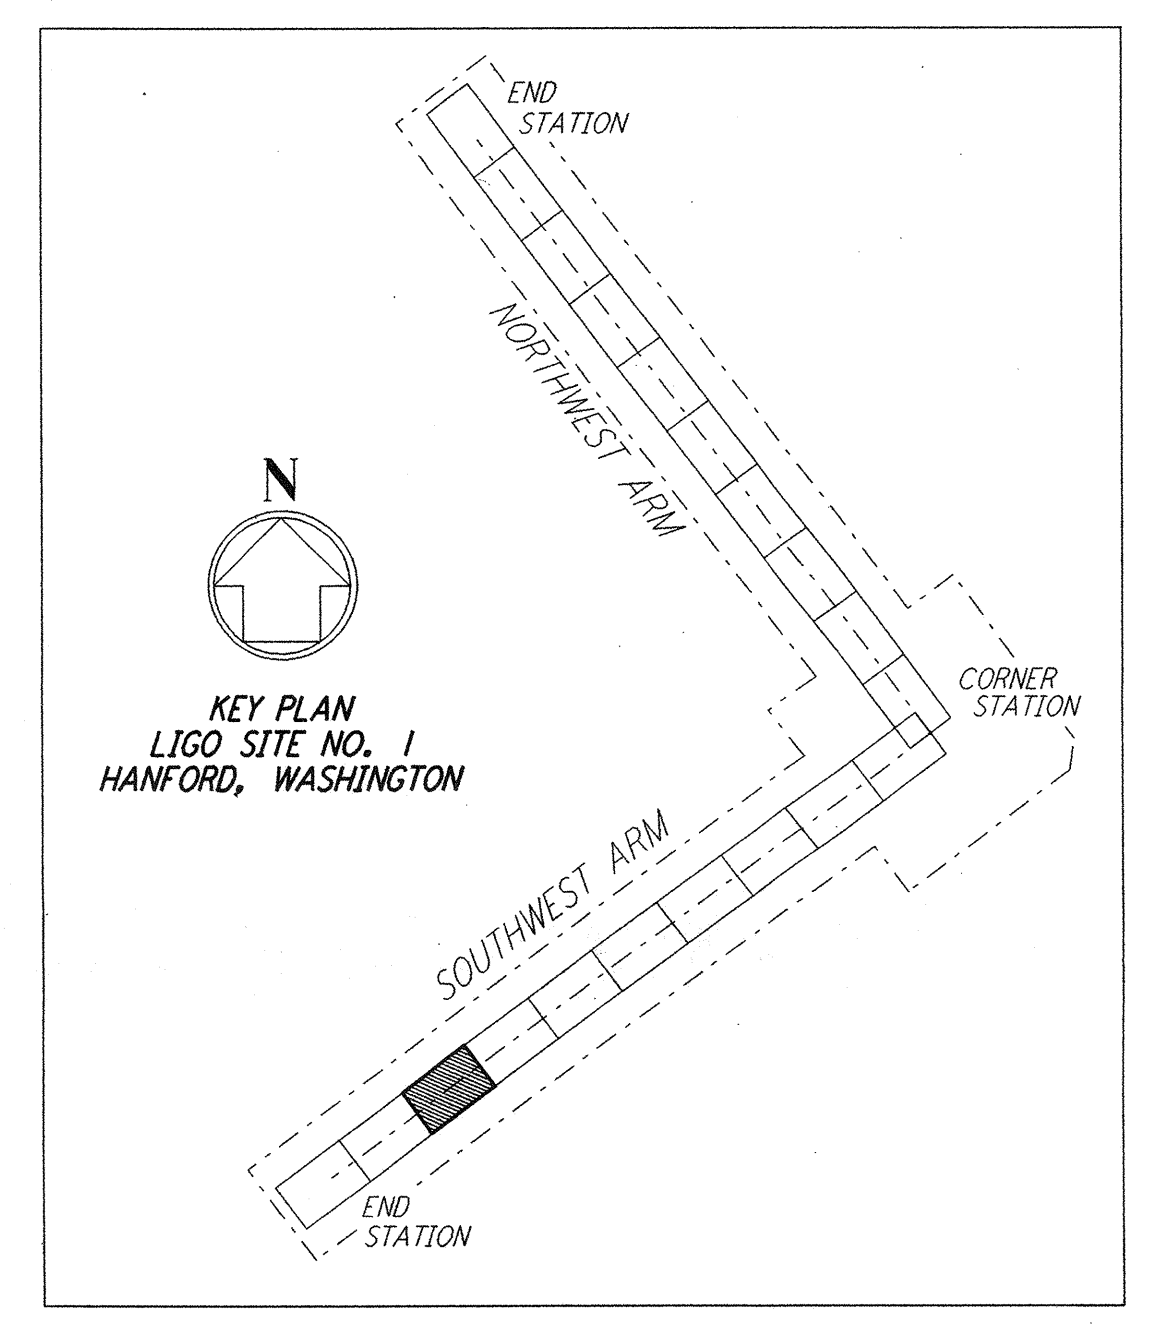 END
STATION
NORTHWEST ARM
N
CORNER
STATION
KEY PLAN
LIGO SITE NO. 1
HANFORD, WASHINGTON
SOUTHWEST ARM
END
STATION